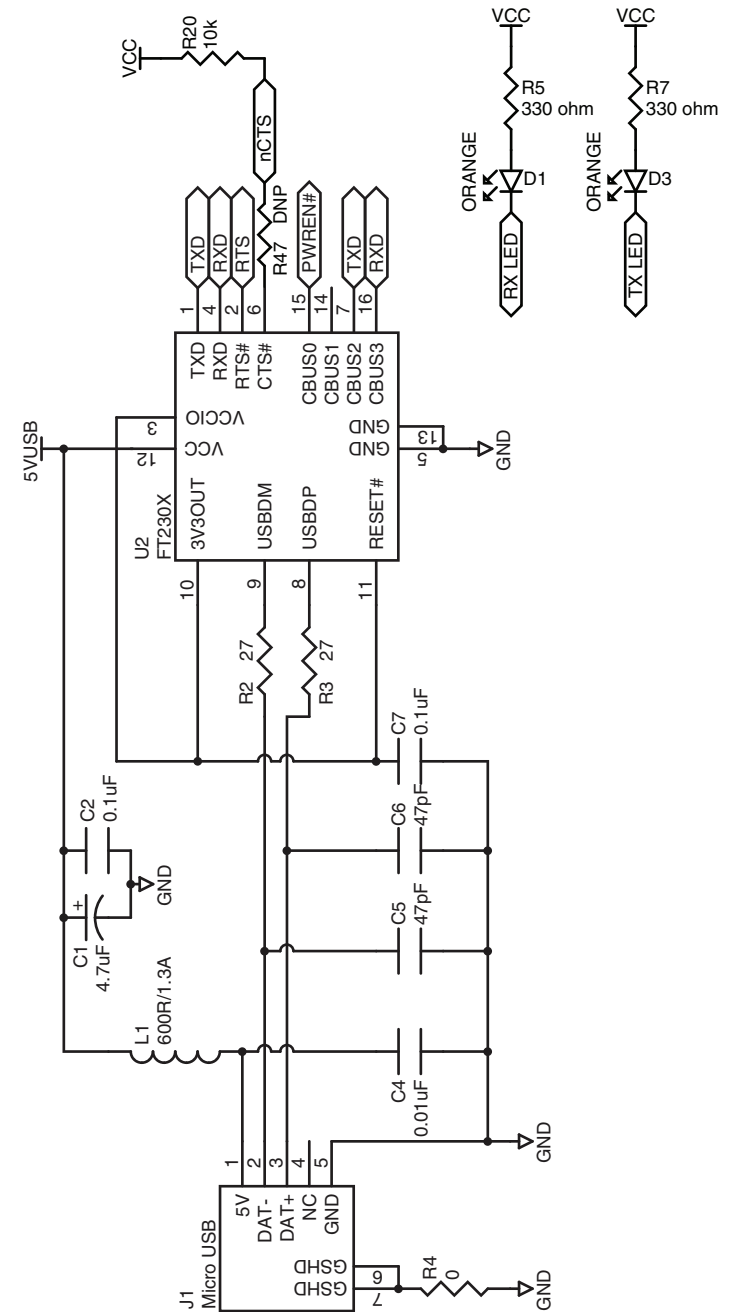 VCC
R20
10k
nCTS
R47
DNP
TXD
RXD
RTS
PWREN#
TXD
RXD
1
4
2
6
15
14
7
16
TXD
RXD
RTS#
CTS#
CBUS0
CBUS1
CBUS2
CBUS3
3
VCCIO
12
VCC
5VUSB
GND
13
GND
5
GND
U2
FT230X
3V3OUT
USBDM
USBDP
RESET#
10
9
8
11
R2
27
R3
27
C7
0.1uF
C6
47pF
C5
47pF
C4
0.01uF
C2
0.1uF
C1
+
4.7uF
GND
L1
600R/1.3A
GND
1
2
3
4
5
5V
DAT-
DAT+
NC
GND
GSHD
GSHD
6
7
J1
Micro USB
R4
0
GND
VCC
R5
330 ohm
ORANGE
D1
RX LED
VCC
R7
330 ohm
ORANGE
D3
TX LED